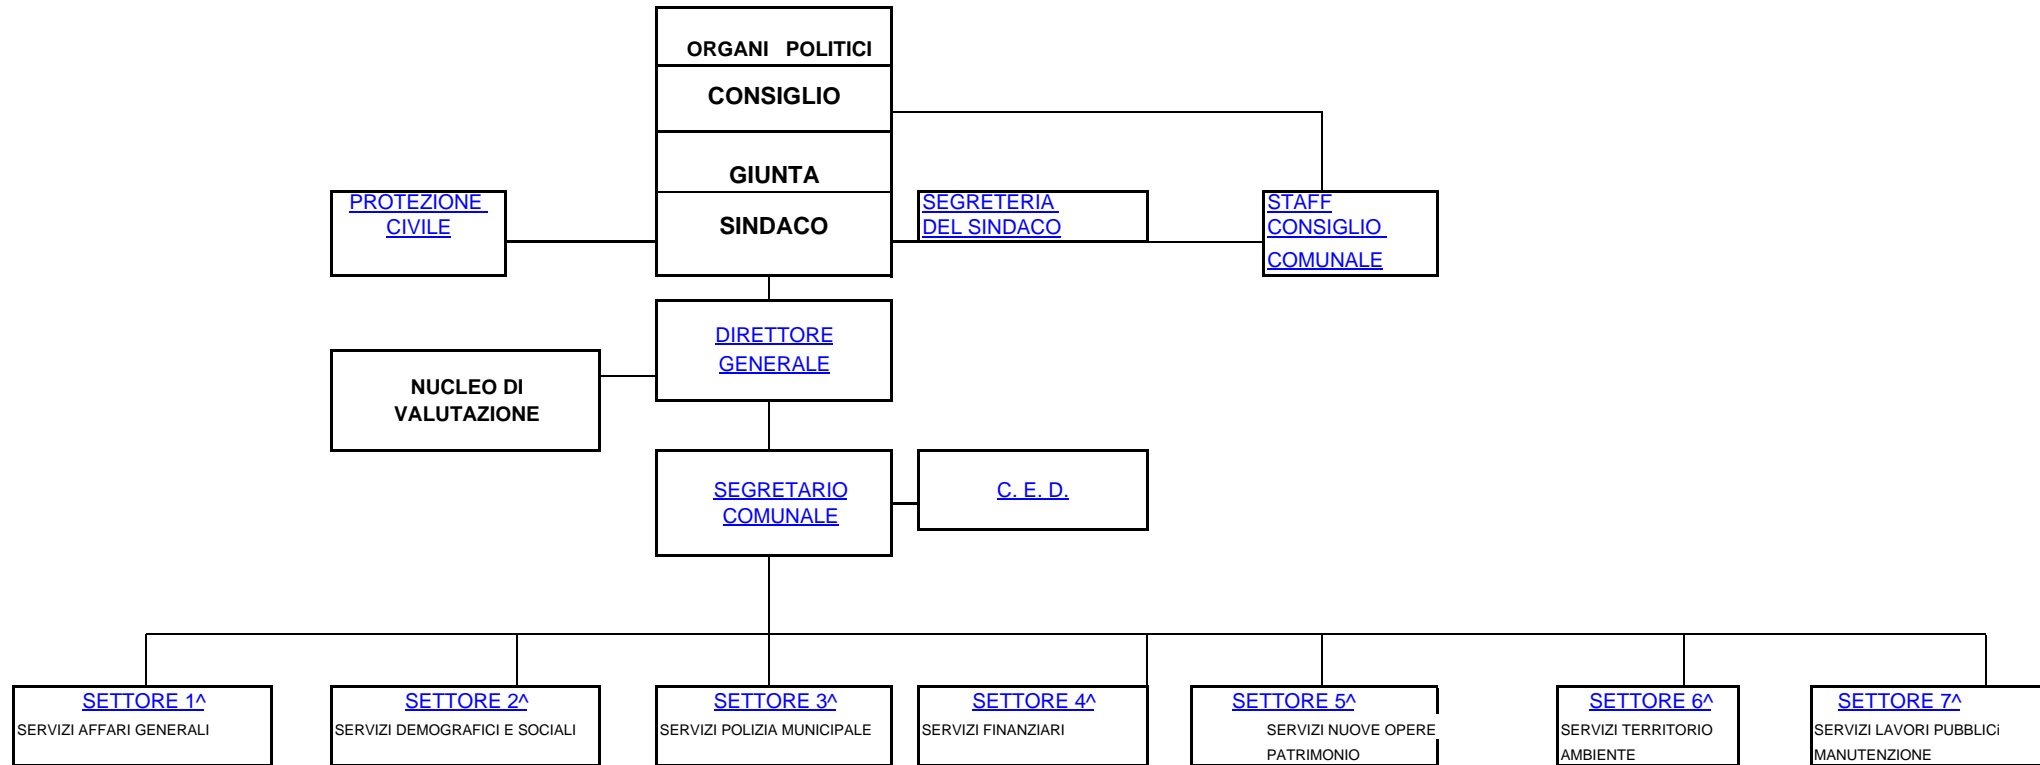 ORGANI POLITICI
CONSIGLIO
GIUNTA
SINDACO
PROTEZIONE
CIVILE
SEGRETERIA
DEL SINDACO
STAFF
CONSIGLIO
COMUNALE
DIRETTORE
GENERALE
NUCLEO DI
VALUTAZIONE
SEGRETARIO
COMUNALE
C. E. D.
SETTORE 1^
SERVIZI AFFARI GENERALI
SETTORE 2^
SERVIZI DEMOGRAFICI E SOCIALI
SETTORE 3^
SERVIZI POLIZIA MUNICIPALE
SETTORE 4^
SERVIZI FINANZIARI
SETTORE 5^
SERVIZI NUOVE OPERE
PATRIMONIO
SETTORE 6^
SERVIZI TERRITORIO
AMBIENTE
SETTORE 7^
SERVIZI LAVORI PUBBLICi
MANUTENZIONE